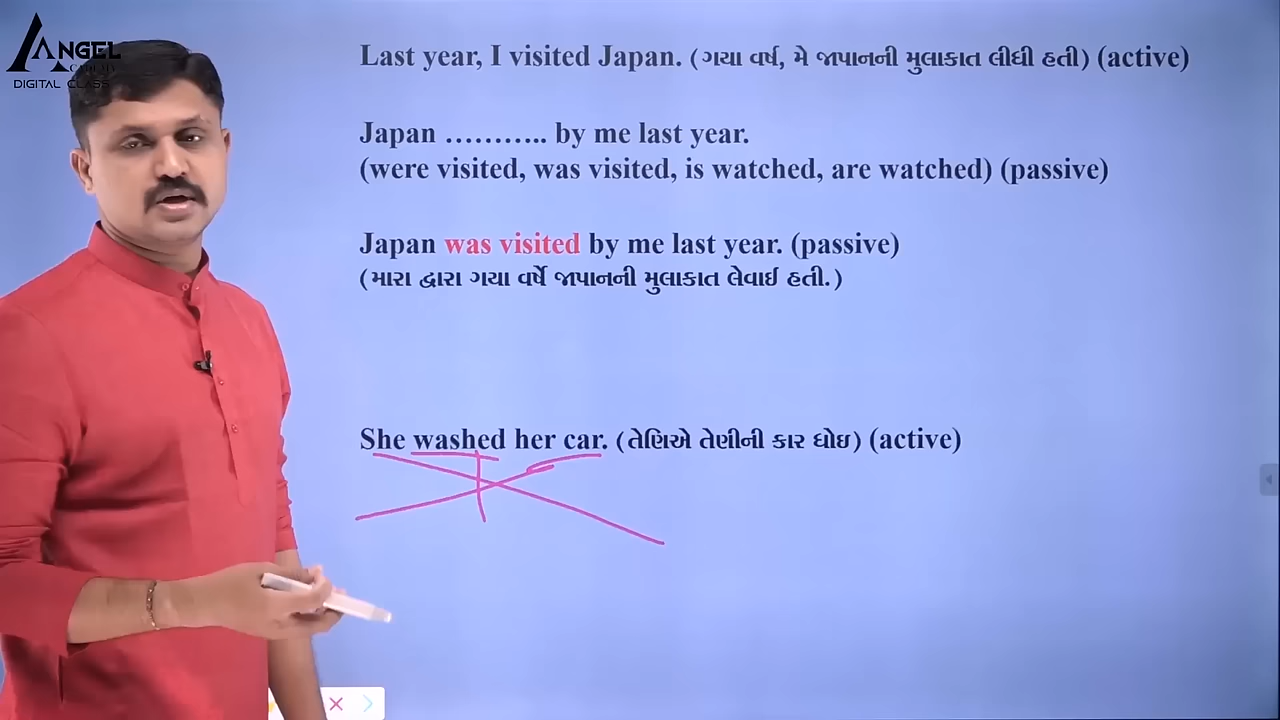 ANGEL
ACADEMY
DIGITAL CLASS
Last year, I visited Japan. (ગયા વર્ષ, મે જાપાનની મુલાકાત લીધી હતી) (active)
Japan ……….. by me last year.
(were visited, was visited, is watched, are watched) (passive)
Japan was visited by me last year. (passive)
(મારા દ્વારા ગયા વર્ષે જાપાનની મુલાકાત લેવાઈ હતી.)
She washed her car. (તેણિએ તેણીની કાર ધોઇ) (active)